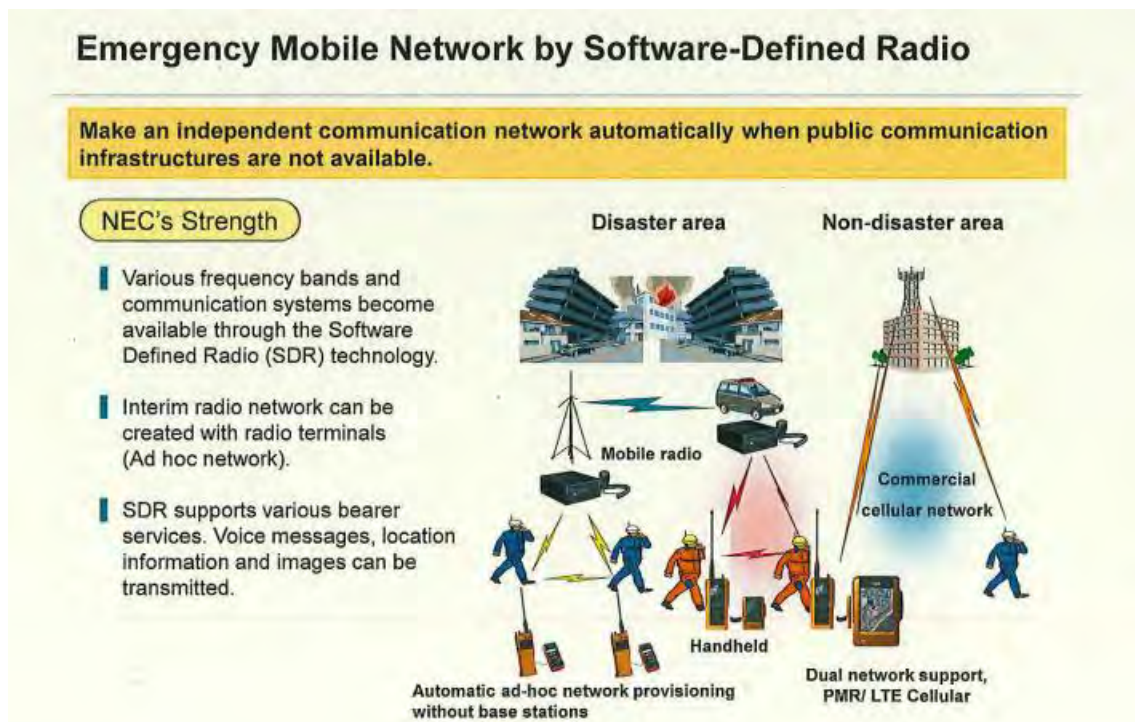 Emergency Mobile Network by Software-Defined Radio
Make an independent communication network automatically when public communication
infrastructures are not available.
NEC's Strength
Various frequency bands and
communication systems become
available through the Software
Defined Radio (SDR) technology.
Interim radio network can be
created with radio terminals
(Ad hoc network).
SDR supports various bearer
services. Voice messages, location
information and images can be
transmitted.
Disaster area
Non-disaster area
Mobile radio
Commercial
cellular network
Handheld
Automatic ad-hoc network provisioning
without base stations
Dual network support,
PMR/ LTE Cellular